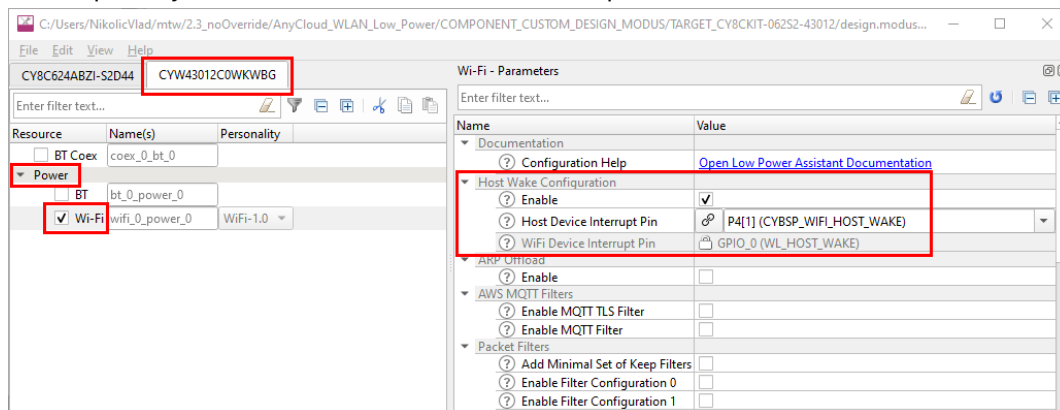 C:/Users/NikolicVlad/mtw/2.3_noOverride/AnyCloud_WLAN_Low_Power/COMPONENT_CUSTOM_DESIGN_MODUS/TARGET_CY8CKIT-062S2-43012/design.modus...
File Edit View Help
CY8C624ABZI-S2D44 CYW43012C0WKWBG
Enter filter text...
Resource Name(s) Personality
BT Coex coex_0_bt_0
Power
BT bt_0_power_0
Wi-Fi wifi_0_power_0 WiFi-1.0
Wi-Fi - Parameters
Enter filter text...
Name Value
Documentation
Configuration Help Open Low Power Assistant Documentation
Host Wake Configuration
Enable
Host Device Interrupt Pin P4[1] (CYBSP_WIFI_HOST_WAKE)
WiFi Device Interrupt Pin GPIO_0 (WL_HOST_WAKE)
ARP Offload
Enable
AWS MQTT Filters
Enable MQTT TLS Filter
Enable MQTT Filter
Packet Filters
Add Minimal Set of Keep Filters
Enable Filter Configuration 0
Enable Filter Configuration 1